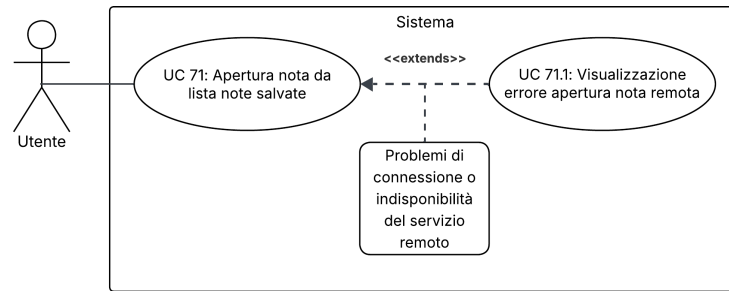 Sistema
UC 71: Apertura nota da
lista note salvate
<<extends>>
UC 71.1: Visualizzazione
errore apertura nota remota
Utente
Problemi di
connessione o
indisponibilità
del servizio
remoto